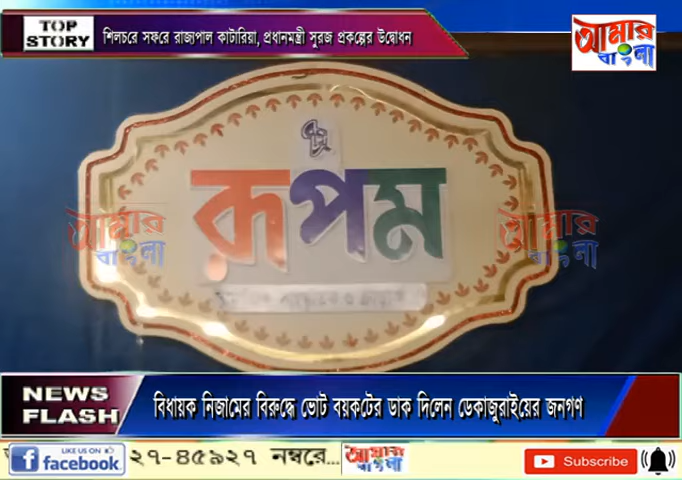 TOP
STORY
শিলচরে সফরে রাজ্যপাল কাটারিয়া, প্রধানমন্ত্রী সুরজ প্রকল্পের উদ্বোধন
আমার
বাংলা
রূপম
আমার
বাংলা
আমার
বাংলা
NEWS
FLASH
বিধায়ক নিজামের বিরুদ্ধে ভোট বয়কটের ডাক দিলেন ডেকাজুরাইয়ের জনগণ
LIKE US ON
facebook
২৭-৪৫৯২৭ নম্বরে...
আমার
বাংলা
Subscribe